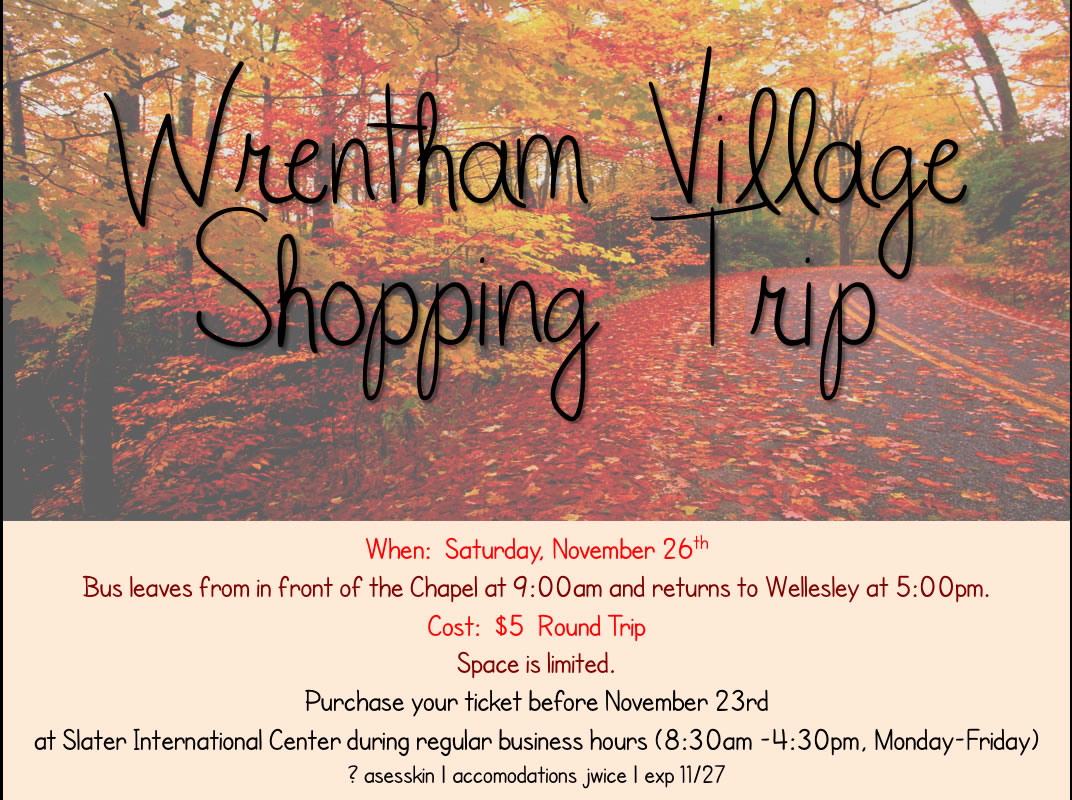 Wrentham Village
Shopping Trip
When: Saturday, November 26th
Bus leaves from in front of the Chapel at 9:00am and returns to Wellesley at 5:00pm.
Cost: $5 Round Trip
Space is limited.
Purchase your ticket before November 23rd
at Slater International Center during regular business hours (8:30am -4:30pm, Monday-Friday)
? asesskin | accomodations jwice | exp 11/27